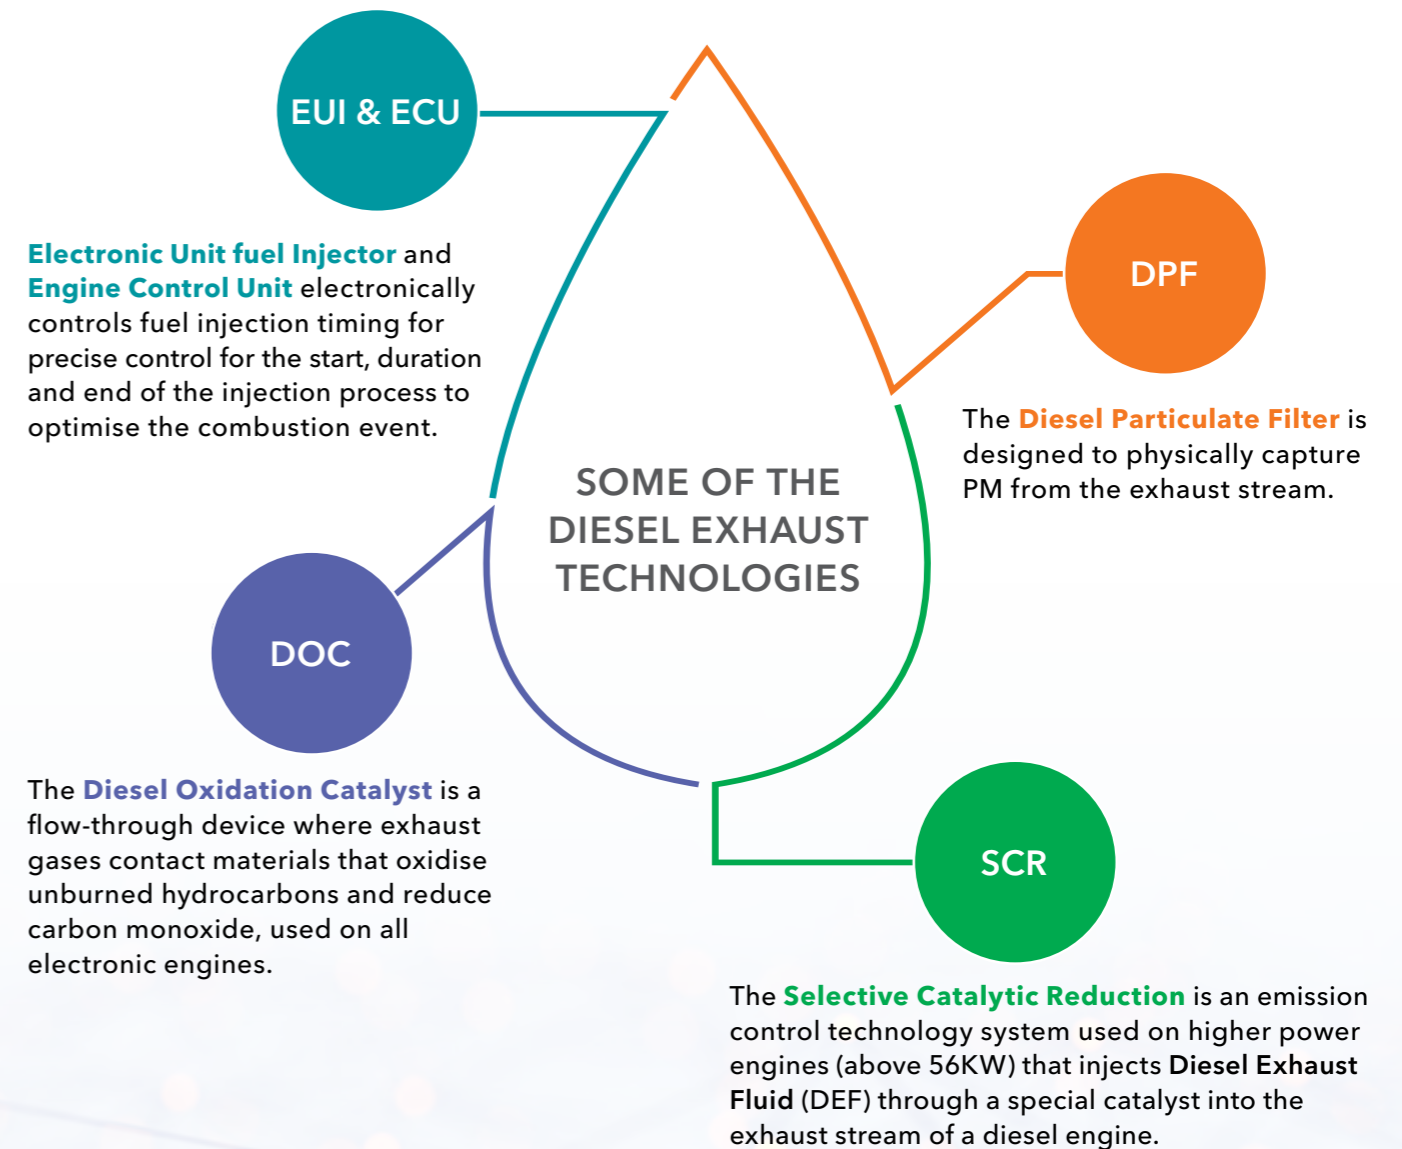 EUI & ECU
Electronic Unit fuel Injector and
Engine Control Unit electronically
controls fuel injection timing for
precise control for the start, duration
and end of the injection process to
optimise the combustion event.
DPF
The Diesel Particulate Filter is
designed to physically capture
PM from the exhaust stream.
SOME OF THE
DIESEL EXHAUST
TECHNOLOGIES
DOC
The Diesel Oxidation Catalyst is a
flow-through device where exhaust
gases contact materials that oxidise
unburned hydrocarbons and reduce
carbon monoxide, used on all
electronic engines.
SCR
The Selective Catalytic Reduction is an emission
control technology system used on higher power
engines (above 56KW) that injects Diesel Exhaust
Fluid (DEF) through a special catalyst into the
exhaust stream of a diesel engine.